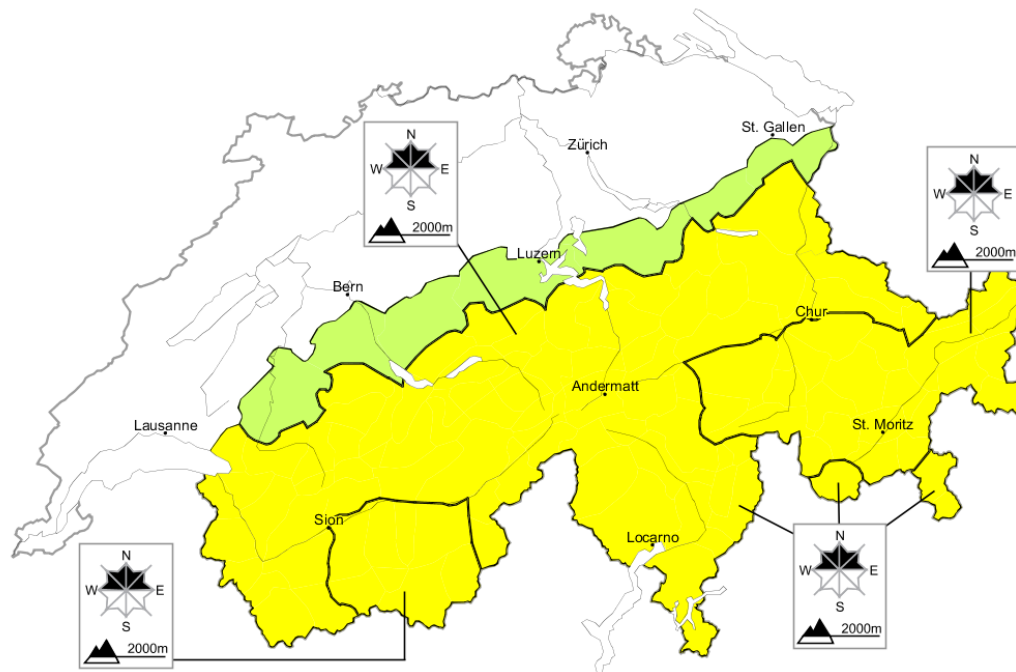 St. Gallen
Zürich
N
W E
S
2000m
N
W E
S
2000m
Luzern
Bern
Chur
Andermatt
Lausanne
St. Moritz
Sion
Locarno
N
W E
S
2000m
N
W E
S
2000m